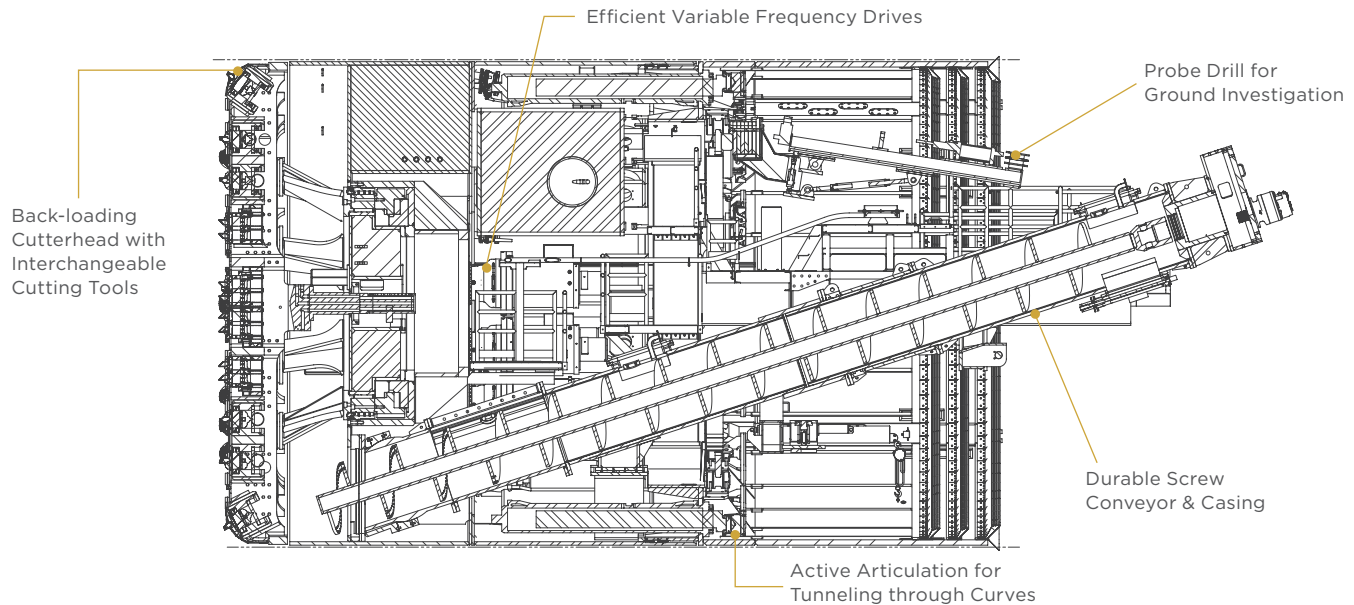 Efficient Variable Frequency Drives
Probe Drill for
Ground Investigation
Back-loading
Cutterhead with
Interchangeable
Cutting Tools
Durable Screw
Conveyor & Casing
Active Articulation for
Tunneling through Curves